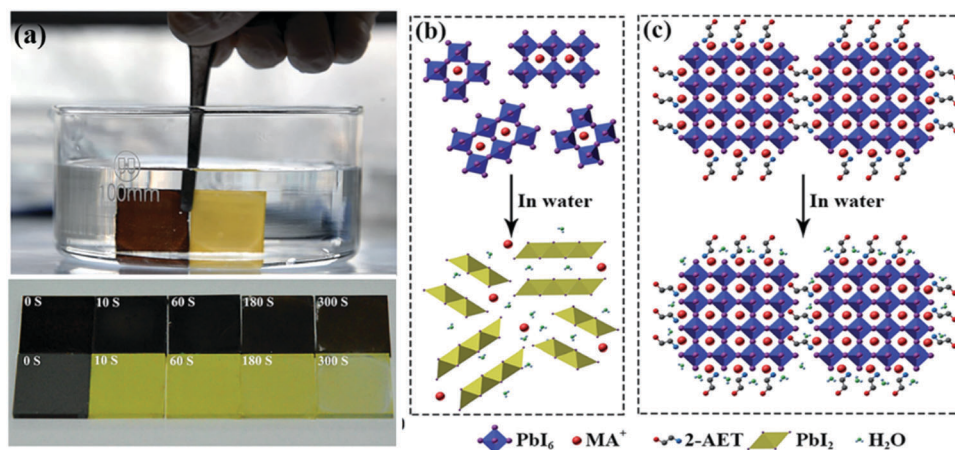 (a)
100mm
0 S 10 S 60 S 180 S 300 S
0 S 10 S 60 S 180 S 300 S
(b)
In water
(c)
In water
PbI₆ MA⁺ 2-AET PbI₂ H₂O